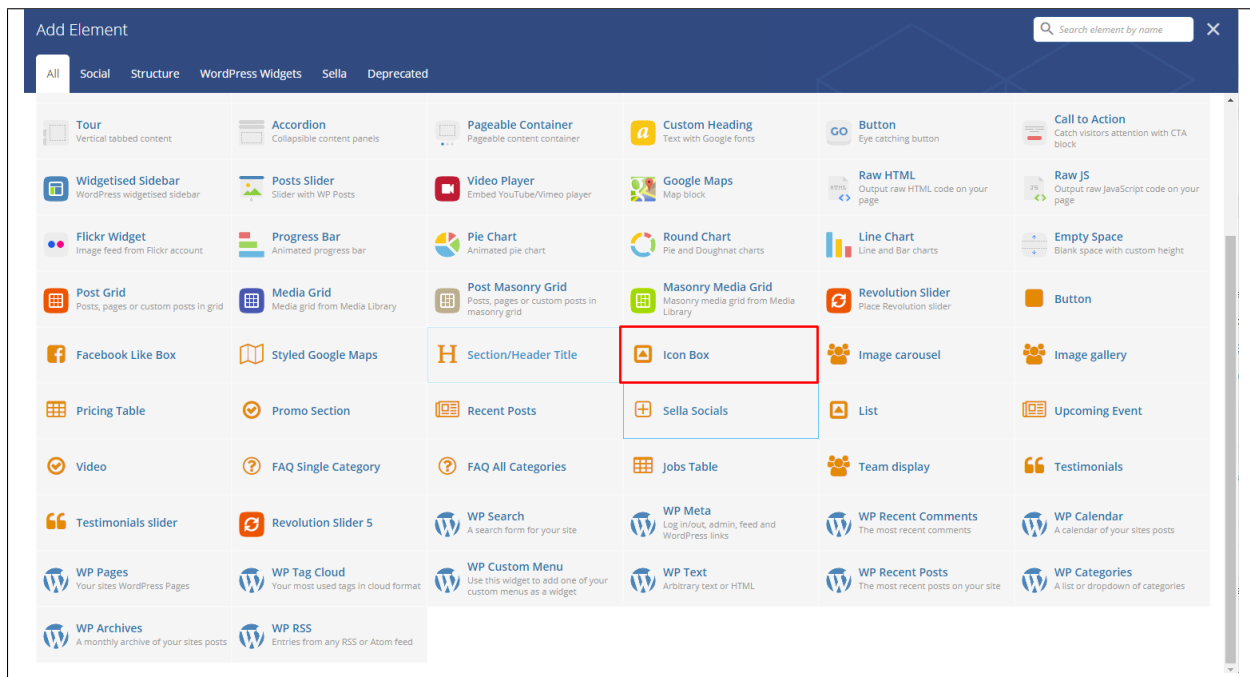 Add Element
Search element by name
All Social Structure WordPress Widgets Sella Deprecated
Tour
Vertical tabbed content
Accordion
Collapsible content panels
Pageable Container
Pageable content container
a
Custom Heading
Text with Google fonts
GO
Button
Eye catching button
Call to Action
Catch visitors attention with CTA
block
Widgetised Sidebar
WordPress widgetised sidebar
Posts Slider
Slider with WP Posts
Video Player
Embed YouTube/Vimeo player
Google Maps
Map block
HTML
Raw HTML
Output raw HTML code on your
page
JS
Raw JS
Output raw JavaScript code on your
page
Flickr Widget
Image feed from Flickr account
Progress Bar
Animated progress bar
Pie Chart
Animated pie chart
Round Chart
Pie and Doughnat charts
Line Chart
Line and Bar charts
Empty Space
Blank space with custom height
Post Grid
Posts, pages or custom posts in grid
Media Grid
Media grid from Media Library
Post Masonry Grid
Posts, pages or custom posts in
masonry grid
Masonry Media Grid
Masonry media grid from Media
Library
Revolution Slider
Place Revolution slider
Button
Facebook Like Box
Styled Google Maps
H Section/Header Title
Icon Box
Image carousel
Image gallery
Pricing Table
Promo Section
Recent Posts
Sella Socials
List
Upcoming Event
Video
FAQ Single Category
FAQ All Categories
Jobs Table
Team display
Testimonials
Testimonials slider
Revolution Slider 5
WP Search
A search form for your site
WP Meta
Log in/out, admin, feed and
WordPress links
WP Recent Comments
The most recent comments
WP Calendar
A calendar of your sites posts
WP Pages
Your sites WordPress Pages
WP Tag Cloud
Your most used tags in cloud format
WP Custom Menu
Use this widget to add one of your
custom menus as a widget
WP Text
Arbitrary text or HTML
WP Recent Posts
The most recent posts on your site
WP Categories
A list or dropdown of categories
WP Archives
A monthly archive of your sites posts
WP RSS
Entries from any RSS or Atom feed